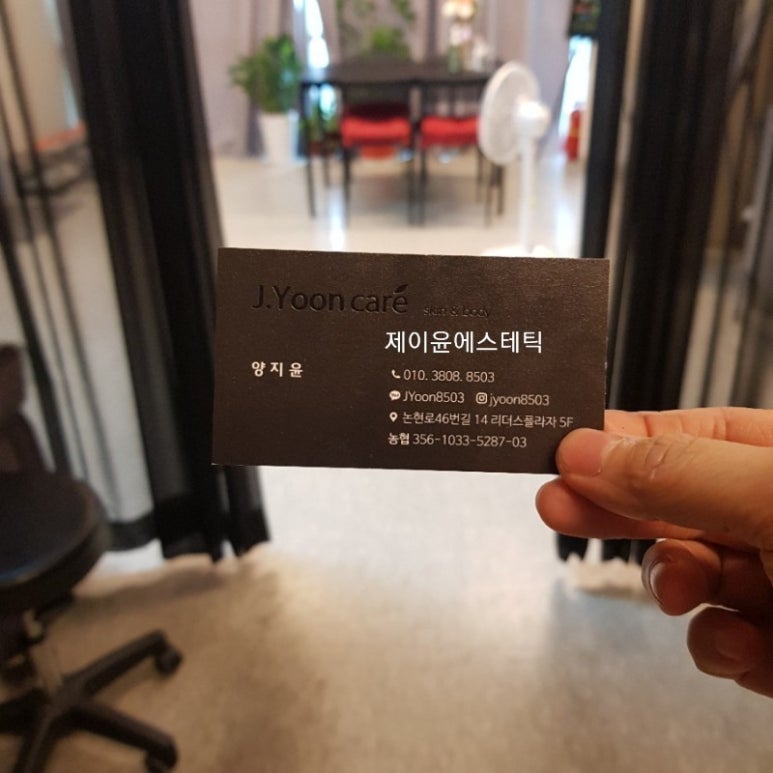 J.Yoon care skin & body
제이윤에스테틱
양지윤
010. 3808. 8503
JYoon8503 jyoon8503
논현로46번길 14 리더스플라자 5F
농협 356-1033-5287-03